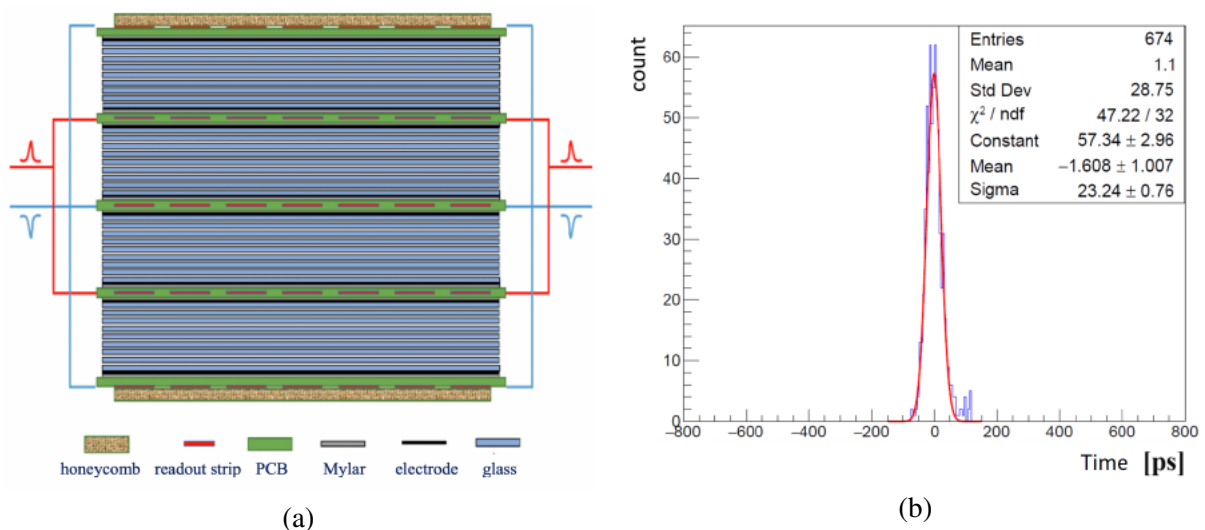 honeycomb readout strip PCB Mylar electrode glass
(a)
count
60
50
40
30
20
10
0
−800 −600 −400 −200 0 200 400 600 800
Time [ps]
Entries 674
Mean 1.1
Std Dev 28.75
χ² / ndf 47.22 / 32
Constant 57.34 ± 2.96
Mean −1.608 ± 1.007
Sigma 23.24 ± 0.76
(b)